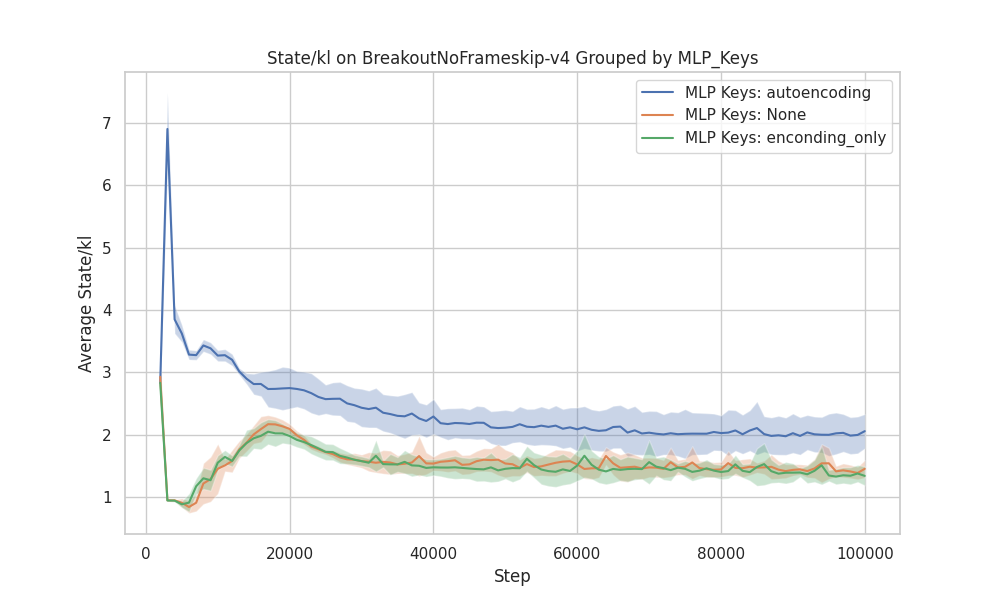 State/kl on BreakoutNoFrameskip-v4 Grouped by MLP_Keys
MLP Keys: autoencoding
MLP Keys: None
MLP Keys: enconding_only
Average State/kl
7
6
5
4
3
2
1
0
20000
40000
60000
80000
100000
Step